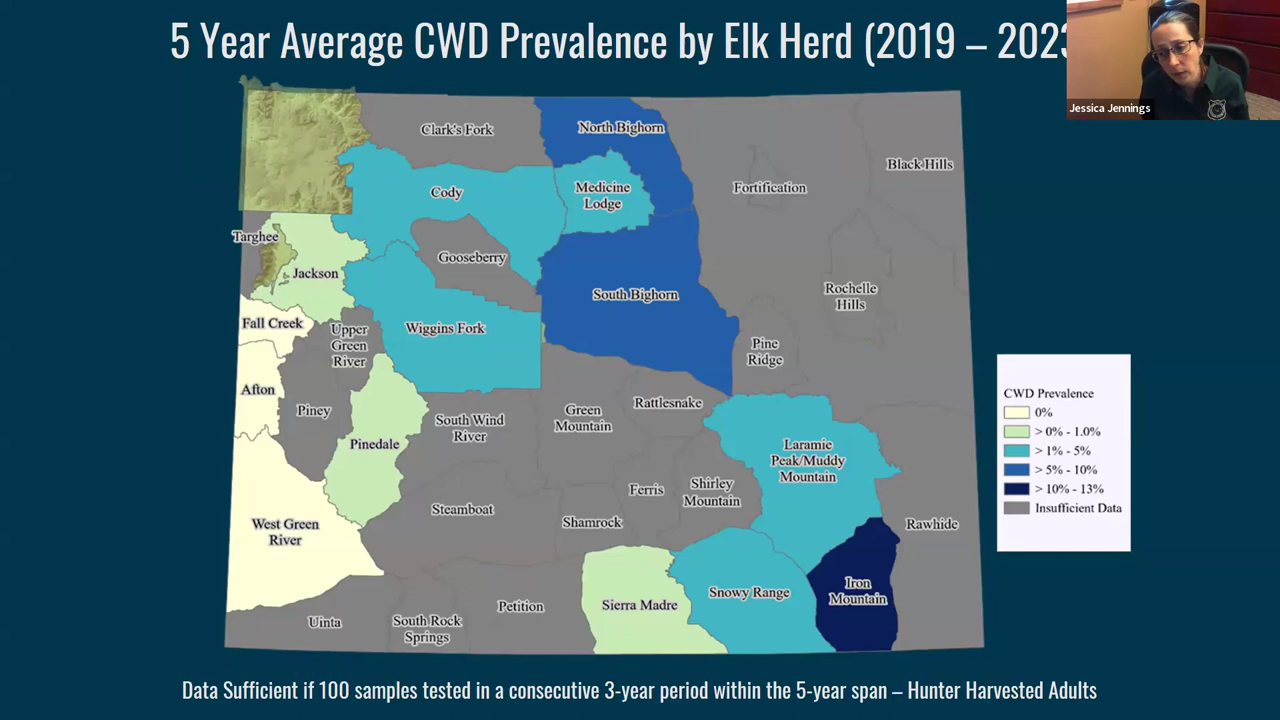 5 Year Average CWD Prevalence by Elk Herd (2019 – 202
Jessica Jennings
Clark's Fork
North Bighorn
Black Hills
Cody
Medicine
Lodge
Fortification
Targhee
Gooseberry
Jackson
South Bighorn
Rochelle
Hills
Fall Creek
Upper
Green
River
Wiggins Fork
Pine
Ridge
Afton
Piney
Pinedale
South Wind
River
Green
Mountain
Rattlesnake
Laramie
Peak/Muddy
Mountain
Ferris
Shirley
Mountain
Steamboat
Shamrock
West Green
River
Rawhide
Uinta
South Rock
Springs
Petition
Sierra Madre
Snowy Range
Iron
Mountain
CWD Prevalence
0%
> 0% - 1.0%
> 1% - 5%
> 5% - 10%
> 10% - 13%
Insufficient Data
Data Sufficient if 100 samples tested in a consecutive 3-year period within the 5-year span – Hunter Harvested Adults